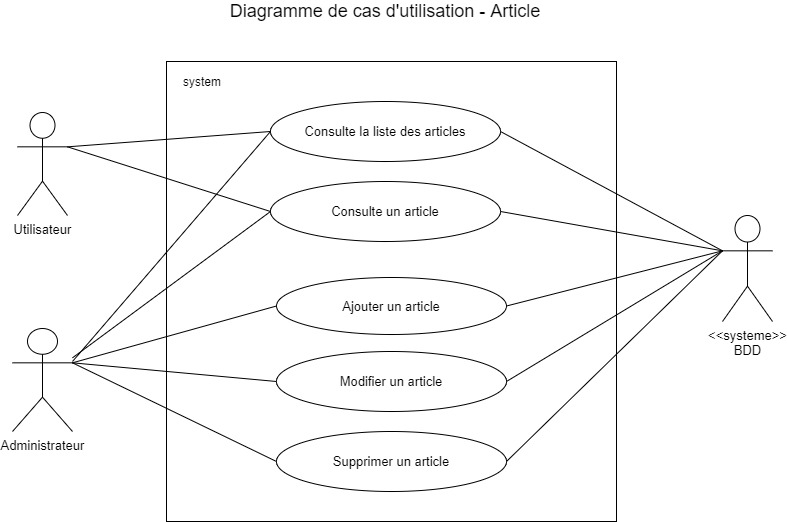 Diagramme de cas d'utilisation - Article
system
Consulte la liste des articles
Consulte un article
Utilisateur
Ajouter un article
<<systeme>>
BDD
Modifier un article
Administrateur
Supprimer un article